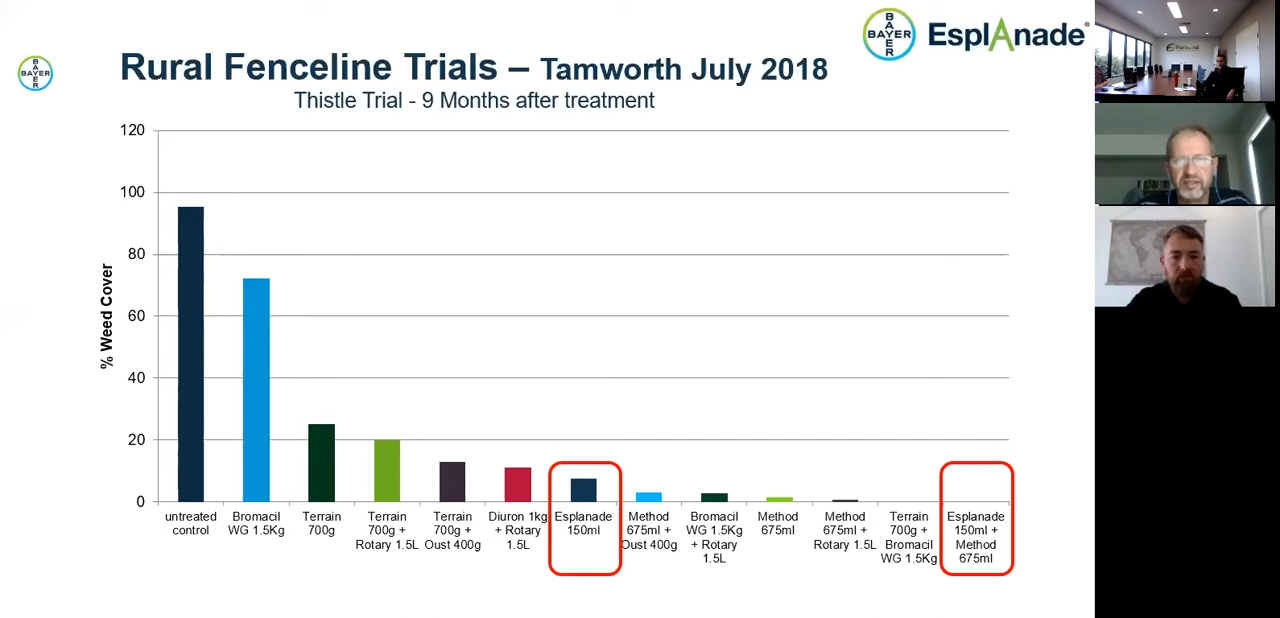 BAYER
BAYER
EsplAnade
Rural Fenceline Trials – Tamworth July 2018
Thistle Trial - 9 Months after treatment
% Weed Cover
120
100
80
60
40
20
0
untreated
control
Bromacil
WG 1.5Kg
Terrain
700g
Terrain
700g +
Rotary 1.5L
Terrain
700g +
Oust 400g
Diuron 1kg
+ Rotary
1.5L
Esplanade
150ml
Method
675ml +
Oust 400g
Bromacil
WG 1.5Kg
+ Rotary
1.5L
Method
675ml
Method
675ml +
Rotary 1.5L
Terrain
700g +
Bromacil
WG 1.5Kg
Esplanade
150ml +
Method
675ml